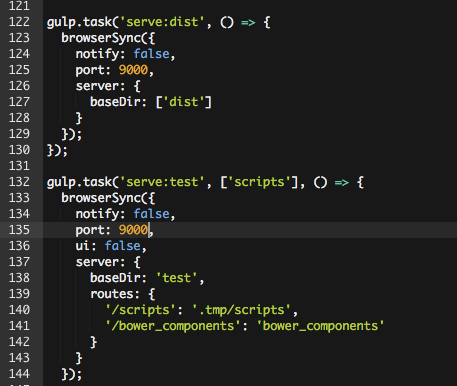 121
122 gulp.task('serve:dist', () => {
123   browserSync({
124     notify: false,
125     port: 9000,
126     server: {
127       baseDir: ['dist']
128     }
129   });
130 });
131
132 gulp.task('serve:test', ['scripts'], () => {
133   browserSync({
134     notify: false,
135     port: 9000,
136     ui: false,
137     server: {
138       baseDir: 'test',
139       routes: {
140         '/scripts': '.tmp/scripts',
141         '/bower_components': 'bower_components'
142       }
143     }
144   });